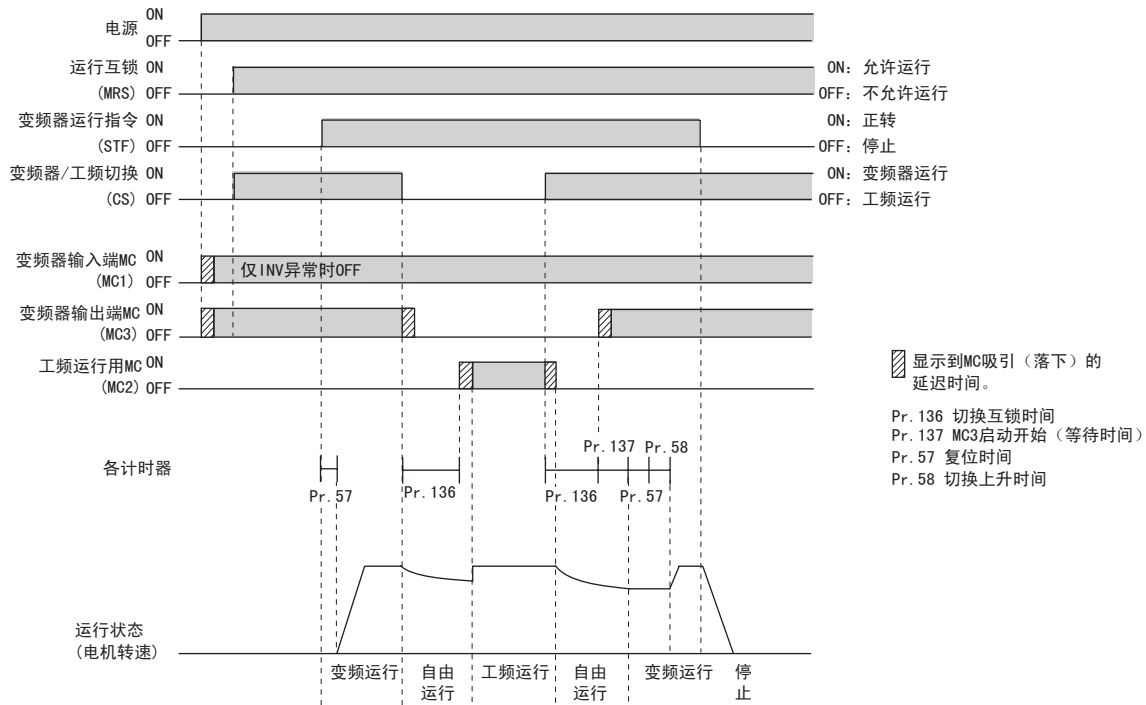 电源 ON
OFF
运行互锁 ON
(MRS) OFF
ON: 允许运行
OFF: 不允许运行
变频器运行指令 ON
(STF) OFF
ON: 正转
OFF: 停止
变频器/工频切换 ON
(CS) OFF
ON: 变频器运行
OFF: 工频运行
变频器输入端MC ON
(MC1) OFF
仅INV异常时OFF
变频器输出端MC ON
(MC3) OFF
工频运行用MC ON
(MC2) OFF
显示到MC吸引（落下）的
延迟时间。
Pr.136 切换互锁时间
Pr.137 MC3启动开始（等待时间）
Pr.57 复位时间
Pr.58 切换上升时间
各计时器
Pr.137 Pr.58
Pr.57 Pr.136 Pr.136 Pr.57
运行状态
(电机转速)
变频运行
自由
运行
工频运行
自由
运行
变频运行
停
止